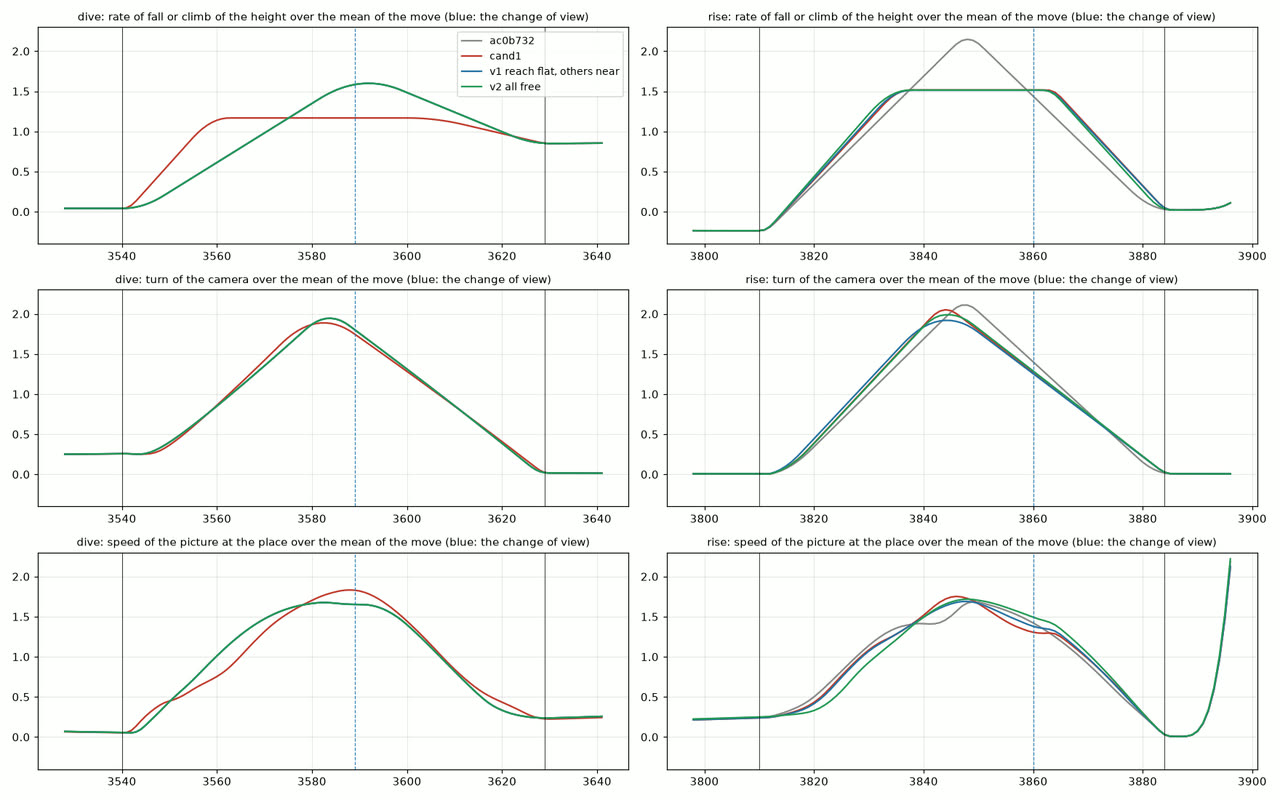 dive: rate of fall or climb of the height over the mean of the move (blue: the change of view)
2.0
1.5
1.0
0.5
0.0
ac0b732
cand1
v1 reach flat, others near
v2 all free
3540 3560 3580 3600 3620 3640
rise: rate of fall or climb of the height over the mean of the move (blue: the change of view)
2.0
1.5
1.0
0.5
0.0
3800 3820 3840 3860 3880 3900
dive: turn of the camera over the mean of the move (blue: the change of view)
2.0
1.5
1.0
0.5
0.0
3540 3560 3580 3600 3620 3640
rise: turn of the camera over the mean of the move (blue: the change of view)
2.0
1.5
1.0
0.5
0.0
3800 3820 3840 3860 3880 3900
dive: speed of the picture at the place over the mean of the move (blue: the change of view)
2.0
1.5
1.0
0.5
0.0
3540 3560 3580 3600 3620 3640
rise: speed of the picture at the place over the mean of the move (blue: the change of view)
2.0
1.5
1.0
0.5
0.0
3800 3820 3840 3860 3880 3900